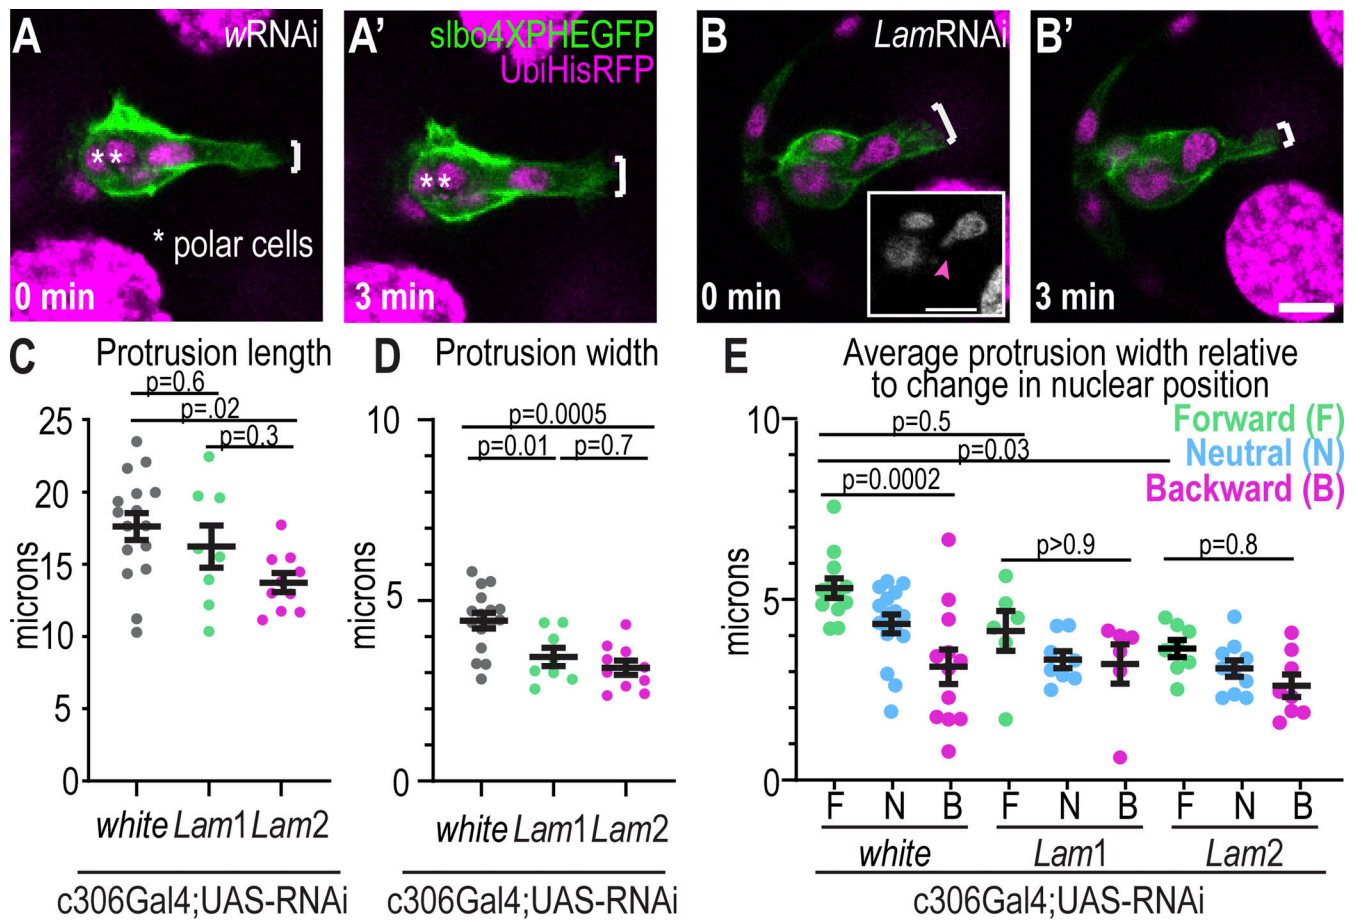 A
wRNAi
A'
slbo4XPHEGFP
UbiHisRFP
B
LamRNAi
B'
**
**
* polar cells
0 min
3 min
0 min
3 min
C
Protrusion length
p=0.6
p=.02
p=0.3
25
20
15
10
5
0
microns
white Lam1 Lam2
c306Gal4;UAS-RNAi
D
Protrusion width
p=0.0005
p=0.01
p=0.7
10
5
0
microns
white Lam1 Lam2
c306Gal4;UAS-RNAi
E
Average protrusion width relative
to change in nuclear position
Forward (F)
Neutral (N)
Backward (B)
p=0.5
p=0.03
p=0.0002
p>0.9
p=0.8
10
5
0
microns
F N B F N B F N B
white Lam1 Lam2
c306Gal4;UAS-RNAi